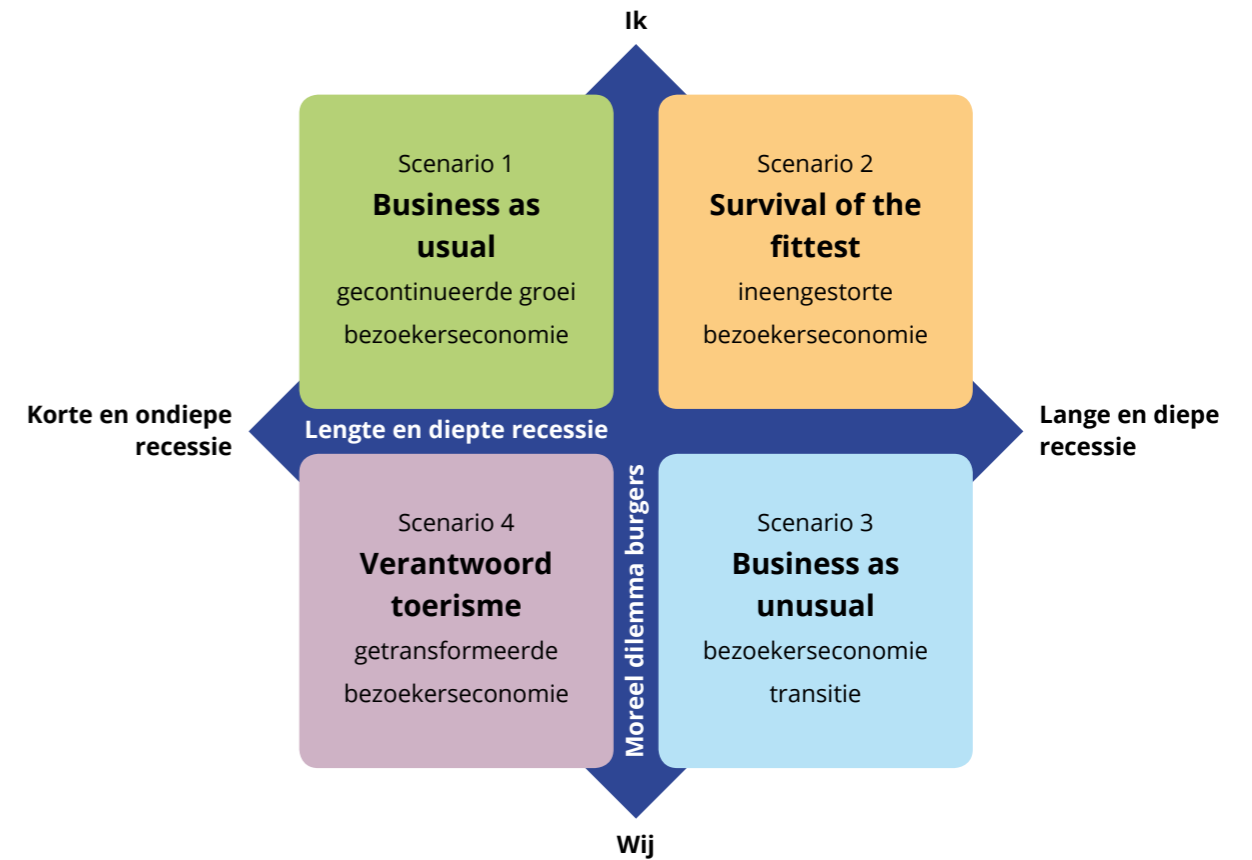 Ik
Scenario 1
Business as
usual
gecontinueerde groei
bezoekerseconomie
Scenario 2
Survival of the
fittest
ineengestorte
bezoekerseconomie
Korte en ondiepe
recessie
Lengte en diepte recessie
Lange en diepe
recessie
Scenario 4
Verantwoord
toerisme
getransformeerde
bezoekerseconomie
Moreel dilemma burgers
Scenario 3
Business as
unusual
bezoekerseconomie
transitie
Wij